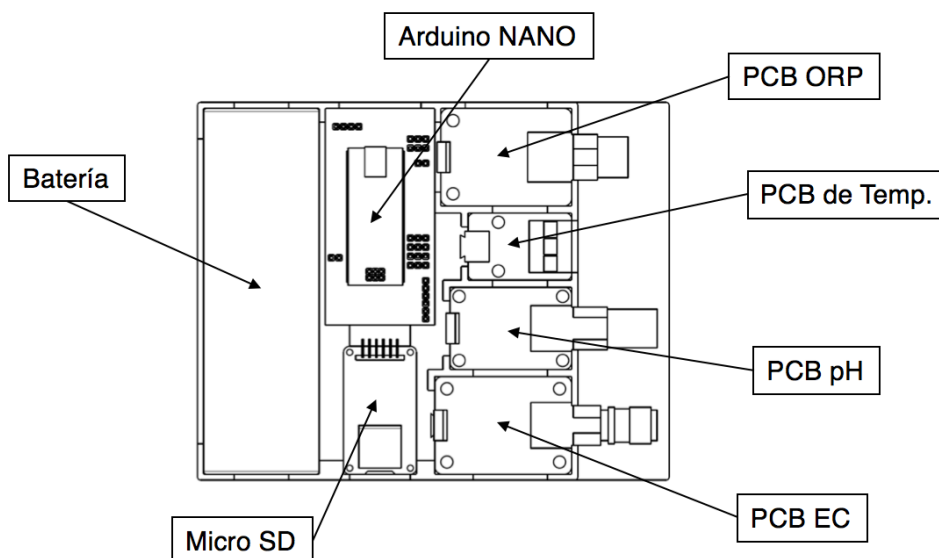 Arduino NANO
PCB ORP
Batería
PCB de Temp.
PCB pH
PCB EC
Micro SD